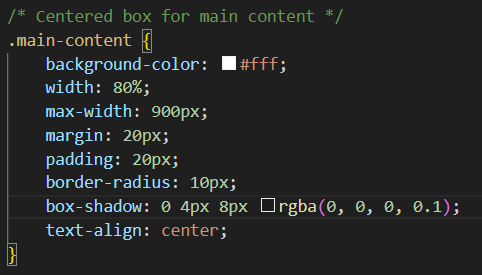 /* Centered box for main content */
.main-content {
background-color: #fff;
width: 80%;
max-width: 900px;
margin: 20px;
padding: 20px;
border-radius: 10px;
box-shadow: 0 4px 8px rgba(0, 0, 0, 0.1);
text-align: center;
}